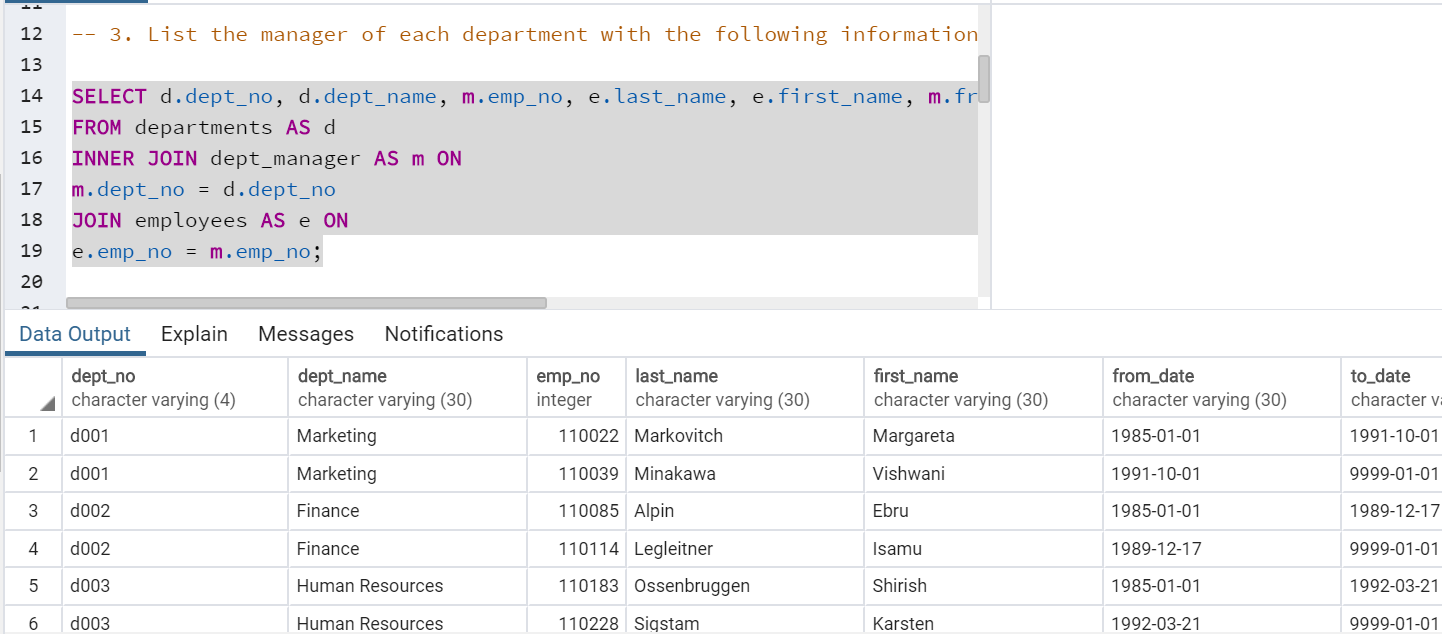 12 -- 3. List the manager of each department with the following information
13
14 SELECT d.dept_no, d.dept_name, m.emp_no, e.last_name, e.first_name, m.fr
15 FROM departments AS d
16 INNER JOIN dept_manager AS m ON
17 m.dept_no = d.dept_no
18 JOIN employees AS e ON
19 e.emp_no = m.emp_no;
20
Data Output Explain Messages Notifications
dept_no dept_name emp_no last_name first_name from_date to_date
character varying (4) character varying (30) integer character varying (30) character varying (30) character varying (30) character va
1 d001 Marketing 110022 Markovitch Margareta 1985-01-01 1991-10-01
2 d001 Marketing 110039 Minakawa Vishwani 1991-10-01 9999-01-01
3 d002 Finance 110085 Alpin Ebru 1985-01-01 1989-12-17
4 d002 Finance 110114 Legleitner Isamu 1989-12-17 9999-01-01
5 d003 Human Resources 110183 Ossenbruggen Shirish 1985-01-01 1992-03-21
6 d003 Human Resources 110228 Sigstam Karsten 1992-03-21 9999-01-01